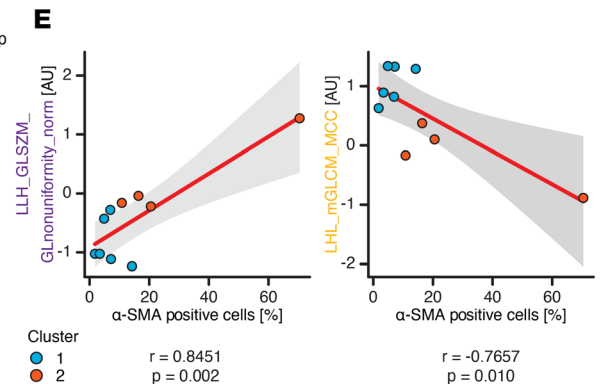 E
p
LLH_GLSZM_
GLnonuniformity_norm [AU]
2
1
0
-1
0
20
40
60
α-SMA positive cells [%]
LHL_mGLCM_MCC [AU]
1
0
-1
-2
0
20
40
60
α-SMA positive cells [%]
Cluster
1
2
r = 0.8451
p = 0.002
r = -0.7657
p = 0.010